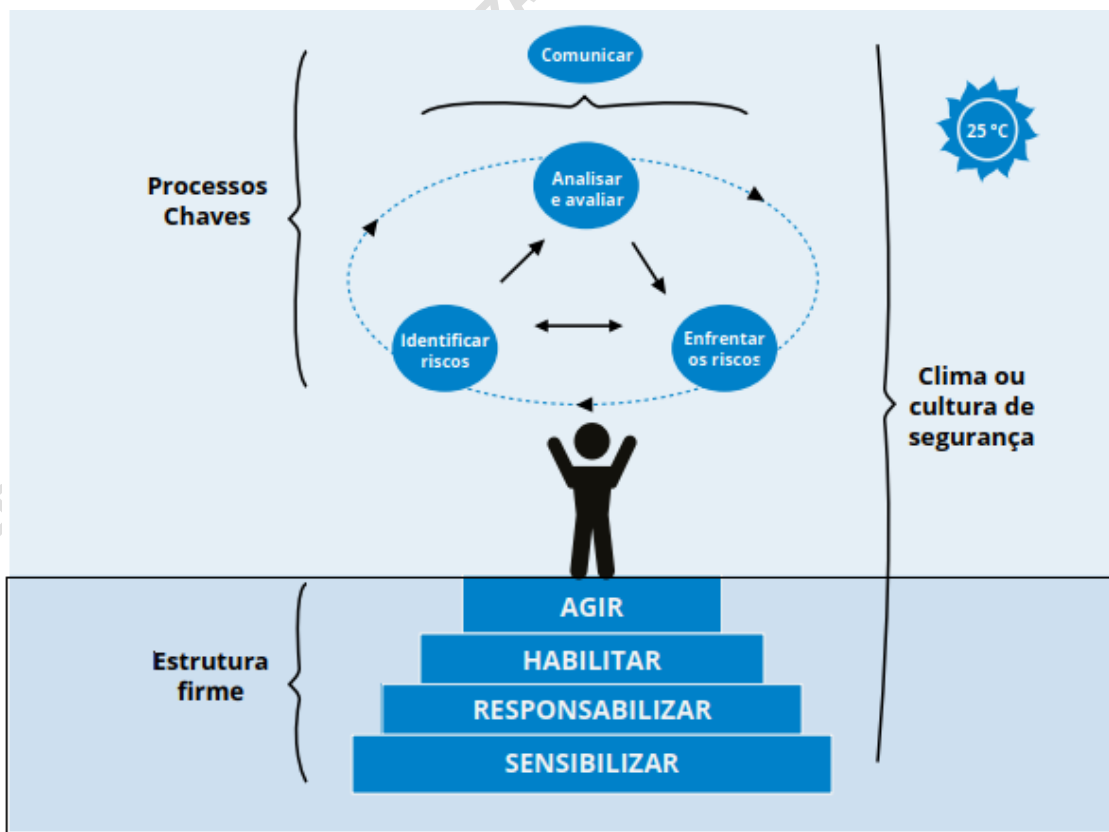 Comunicar
25 °C
Processos
Chaves
Analisar
e avaliar
Identificar
riscos
Enfrentar
os riscos
Clima ou
cultura de
segurança
Estrutura
firme
AGIR
HABILITAR
RESPONSABILIZAR
SENSIBILIZAR